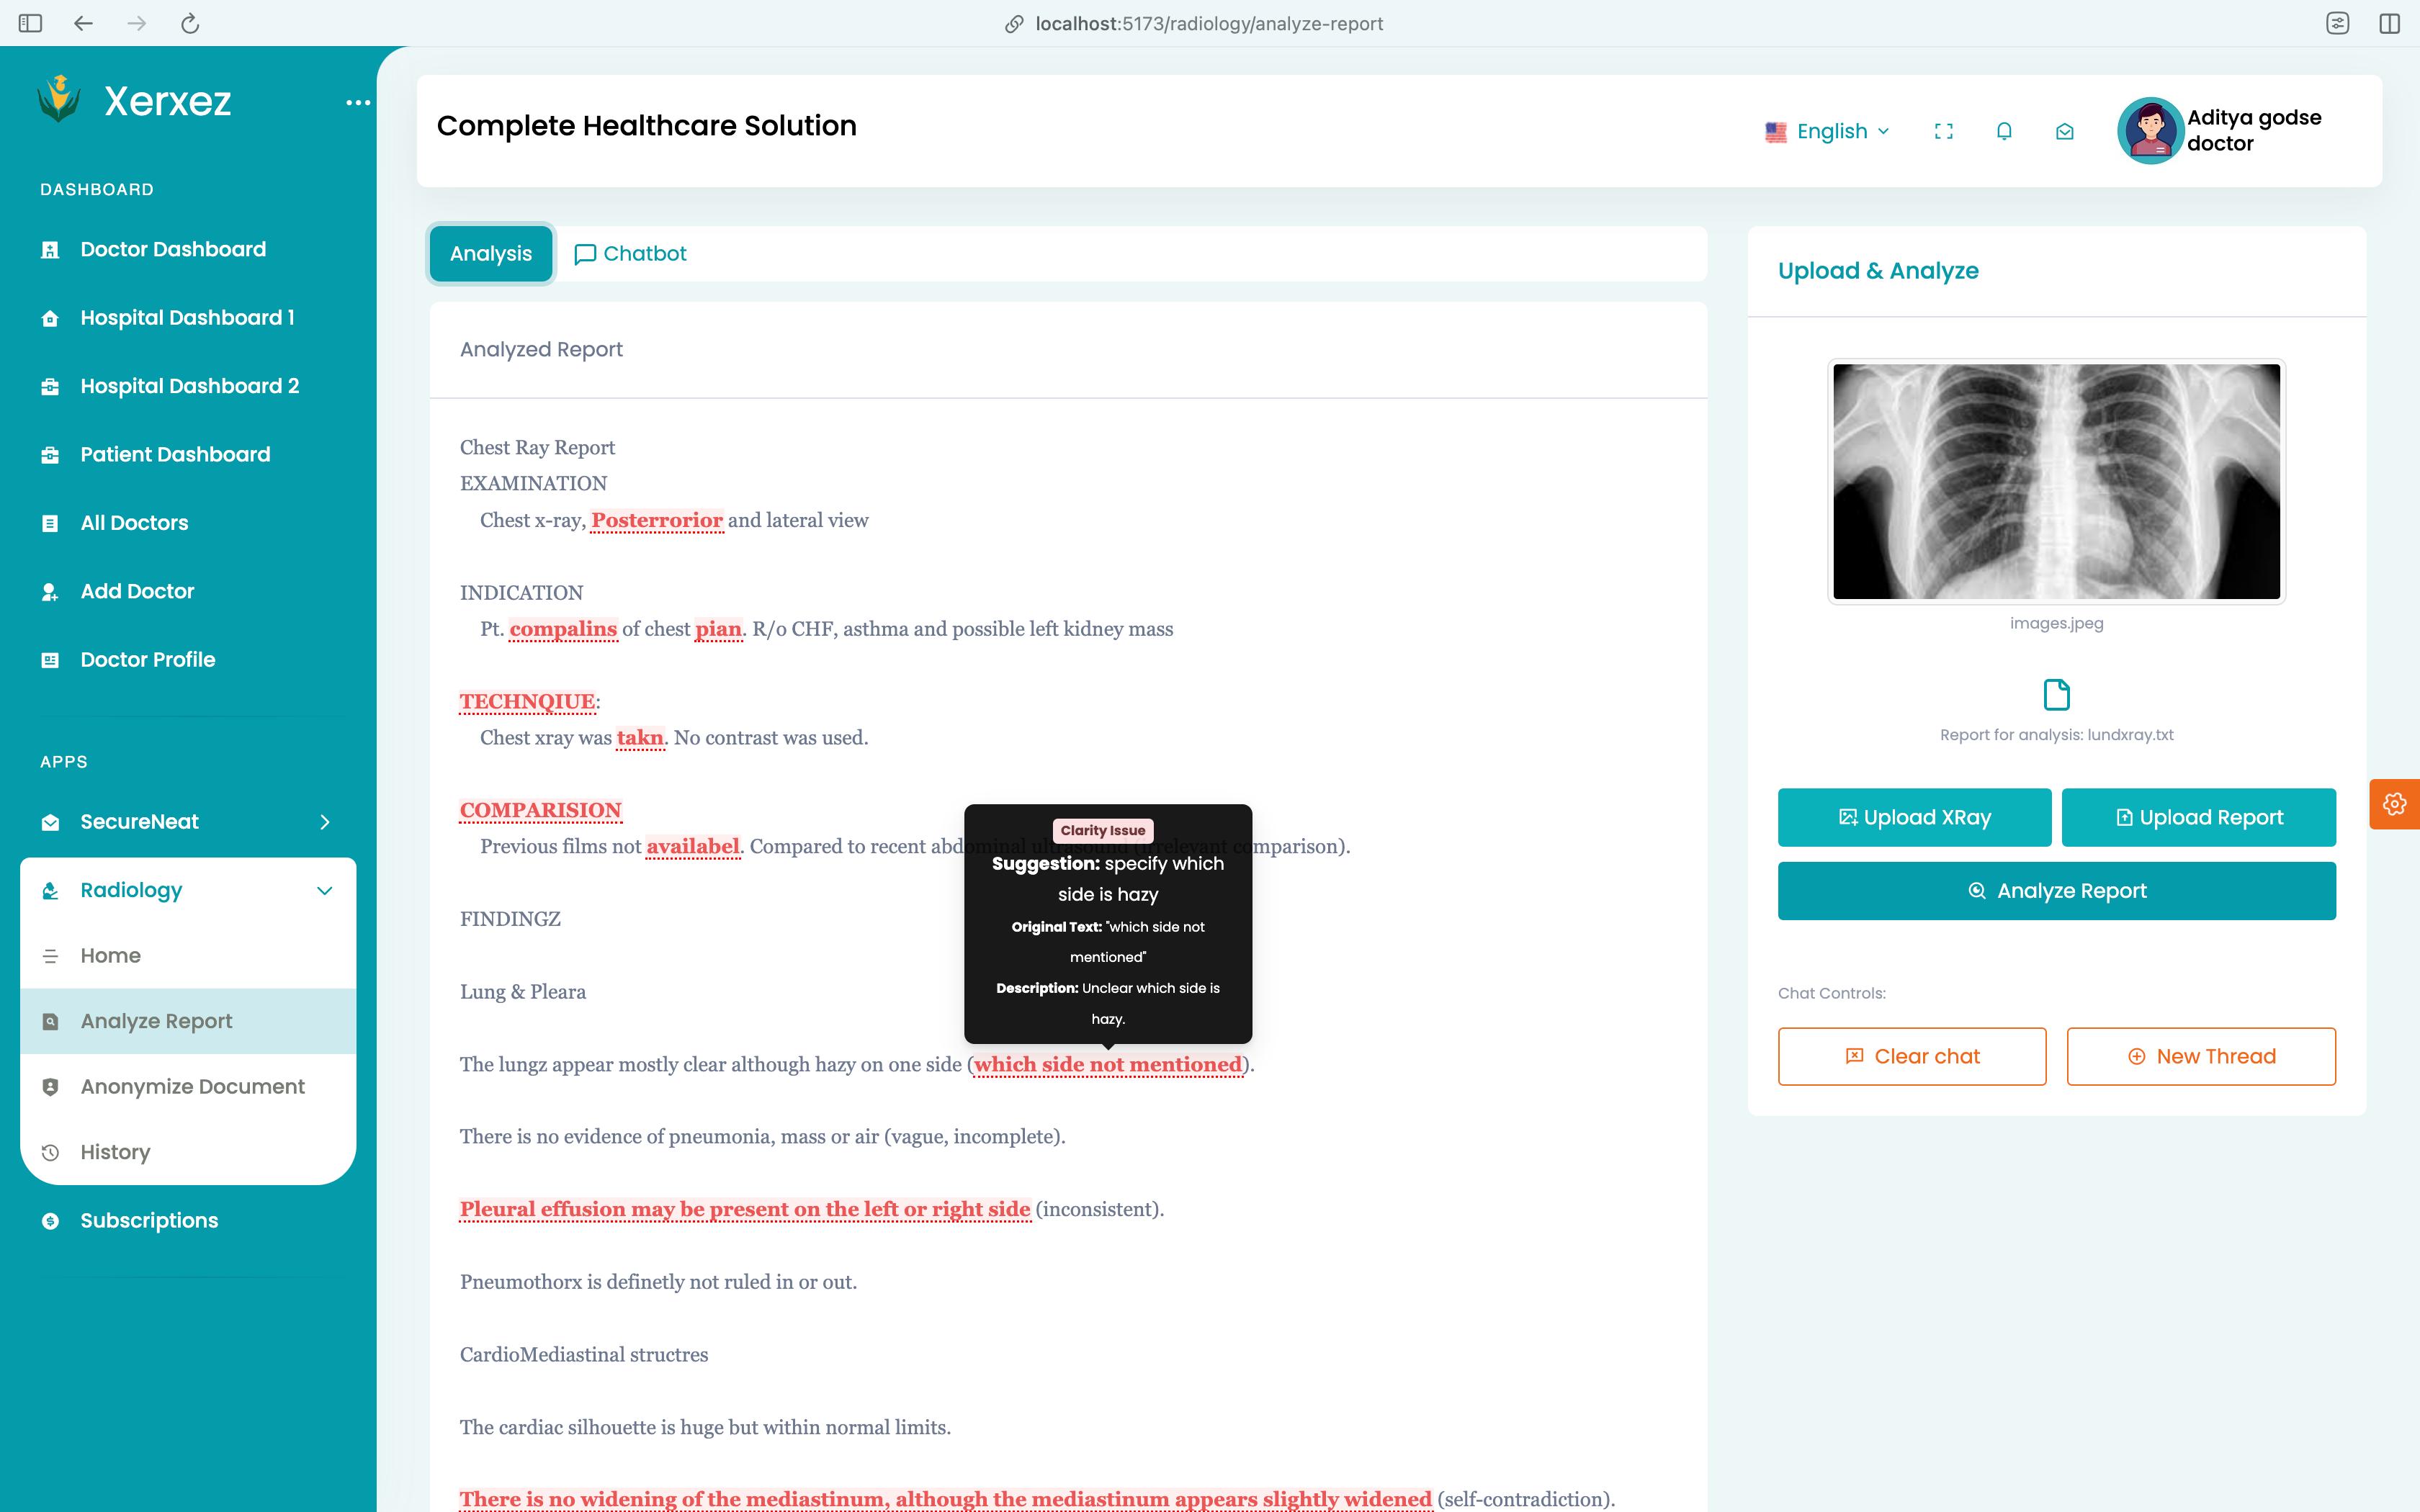 localhost:5173/radiology/analyze-report
Xerxez
DASHBOARD
Doctor Dashboard
Hospital Dashboard 1
Hospital Dashboard 2
Patient Dashboard
All Doctors
Add Doctor
Doctor Profile
APPS
SecureNeat
Radiology
Home
Analyze Report
Anonymize Document
History
Subscriptions
Complete Healthcare Solution
English
Aditya godse
doctor
Analysis
Chatbot
Analyzed Report
Chest Ray Report
EXAMINATION
Chest x-ray, Posterrorior and lateral view
INDICATION
Pt. compalins of chest pian. R/o CHF, asthma and possible left kidney mass
TECHNQIUE:
Chest xray was takn. No contrast was used.
COMPARISION
Previous films not availabel. Compared to recent abdominal ultrasound (irrelevant comparison).
Clarity Issue
Suggestion: specify which
side is hazy
Original Text: "which side not
mentioned"
Description: Unclear which side is
hazy.
FINDINGZ
Lung & Pleara
The lungz appear mostly clear although hazy on one side (which side not mentioned).
There is no evidence of pneumonia, mass or air (vague, incomplete).
Pleural effusion may be present on the left or right side (inconsistent).
Pneumothorx is definetly not ruled in or out.
CardioMediastinal structres
The cardiac silhouette is huge but within normal limits.
There is no widening of the mediastinum, although the mediastinum appears slightly widened (self-contradiction).
Upload & Analyze
images.jpeg
Report for analysis: lundxray.txt
Upload XRay
Upload Report
Analyze Report
Chat Controls:
Clear chat
New Thread